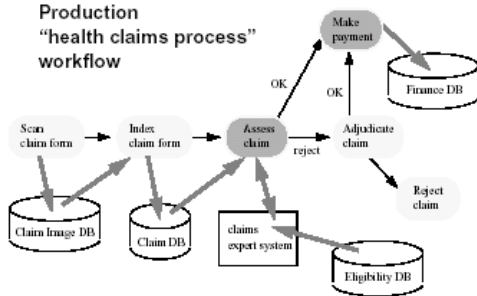 Production
"health claims process"
workflow
Make
payment
OK
OK
Finance DB
Scan
claim form
Index
claim form
Assess
claim
reject
Adjudicate
claim
Reject
claim
Claim Image DB
Claim DB
claims
expert system
Eligibility DB